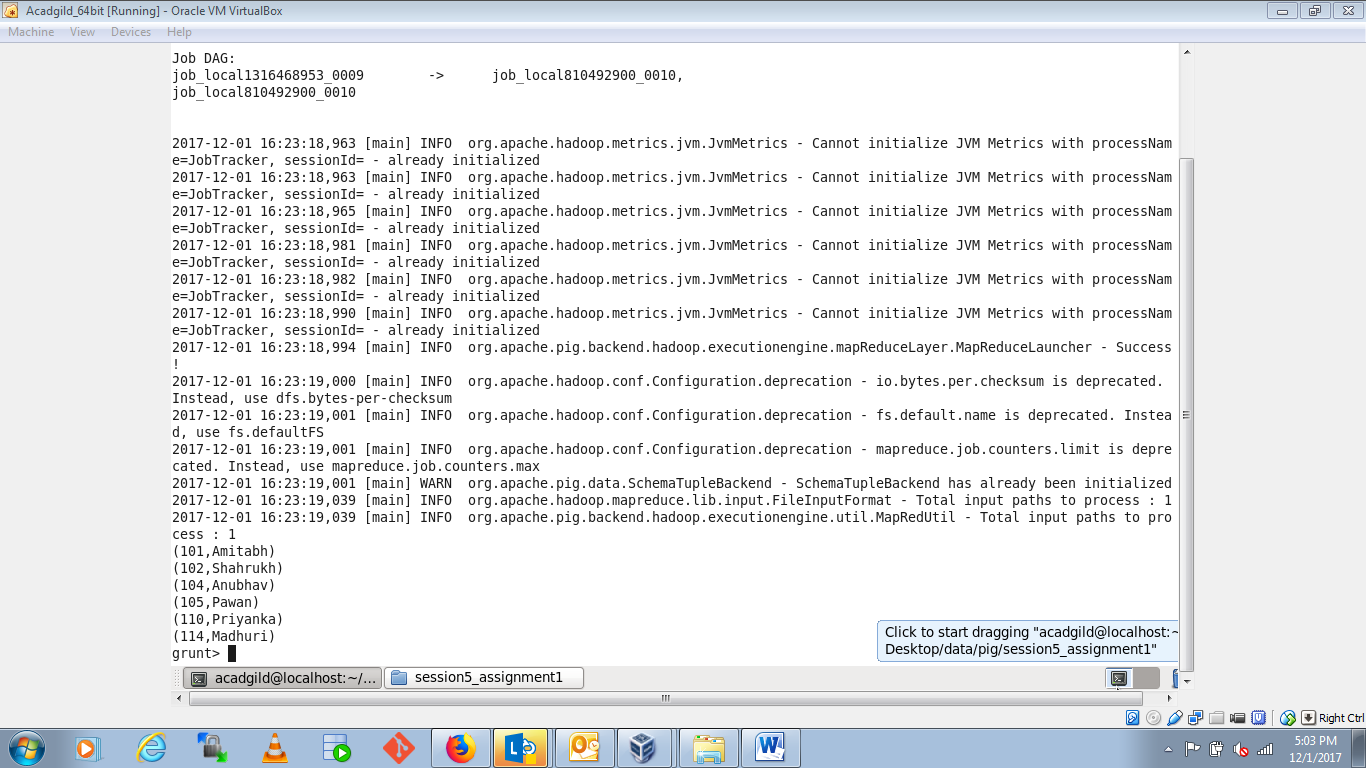 Acadgild_64bit [Running] - Oracle VM VirtualBox
Machine View Devices Help
Job DAG:
job_local1316468953_0009 -> job_local810492900_0010,
job_local810492900_0010
2017-12-01 16:23:18,963 [main] INFO org.apache.hadoop.metrics.jvm.JvmMetrics - Cannot initialize JVM Metrics with processNam
e=JobTracker, sessionId= - already initialized
2017-12-01 16:23:18,963 [main] INFO org.apache.hadoop.metrics.jvm.JvmMetrics - Cannot initialize JVM Metrics with processNam
e=JobTracker, sessionId= - already initialized
2017-12-01 16:23:18,965 [main] INFO org.apache.hadoop.metrics.jvm.JvmMetrics - Cannot initialize JVM Metrics with processNam
e=JobTracker, sessionId= - already initialized
2017-12-01 16:23:18,981 [main] INFO org.apache.hadoop.metrics.jvm.JvmMetrics - Cannot initialize JVM Metrics with processNam
e=JobTracker, sessionId= - already initialized
2017-12-01 16:23:18,982 [main] INFO org.apache.hadoop.metrics.jvm.JvmMetrics - Cannot initialize JVM Metrics with processNam
e=JobTracker, sessionId= - already initialized
2017-12-01 16:23:18,990 [main] INFO org.apache.hadoop.metrics.jvm.JvmMetrics - Cannot initialize JVM Metrics with processNam
e=JobTracker, sessionId= - already initialized
2017-12-01 16:23:18,994 [main] INFO org.apache.pig.backend.hadoop.executionengine.mapReduceLayer.MapReduceLauncher - Success
!
2017-12-01 16:23:19,000 [main] INFO org.apache.hadoop.conf.Configuration.deprecation - io.bytes.per.checksum is deprecated.
Instead, use dfs.bytes-per-checksum
2017-12-01 16:23:19,001 [main] INFO org.apache.hadoop.conf.Configuration.deprecation - fs.default.name is deprecated. Instea
d, use fs.defaultFS
2017-12-01 16:23:19,001 [main] INFO org.apache.hadoop.conf.Configuration.deprecation - mapreduce.job.counters.limit is depre
cated. Instead, use mapreduce.job.counters.max
2017-12-01 16:23:19,001 [main] WARN org.apache.pig.data.SchemaTupleBackend - SchemaTupleBackend has already been initialized
2017-12-01 16:23:19,039 [main] INFO org.apache.hadoop.mapreduce.lib.input.FileInputFormat - Total input paths to process : 1
2017-12-01 16:23:19,039 [main] INFO org.apache.pig.backend.hadoop.executionengine.util.MapRedUtil - Total input paths to pro
cess : 1
(101,Amitabh)
(102,Shahrukh)
(104,Anubhav)
(105,Pawan)
(110,Priyanka)
(114,Madhuri)
grunt>
Click to start dragging "acadgild@localhost:~
Desktop/data/pig/session5_assignment1"
acadgild@localhost:~/... session5_assignment1
Right Ctrl
5:03 PM
12/1/2017